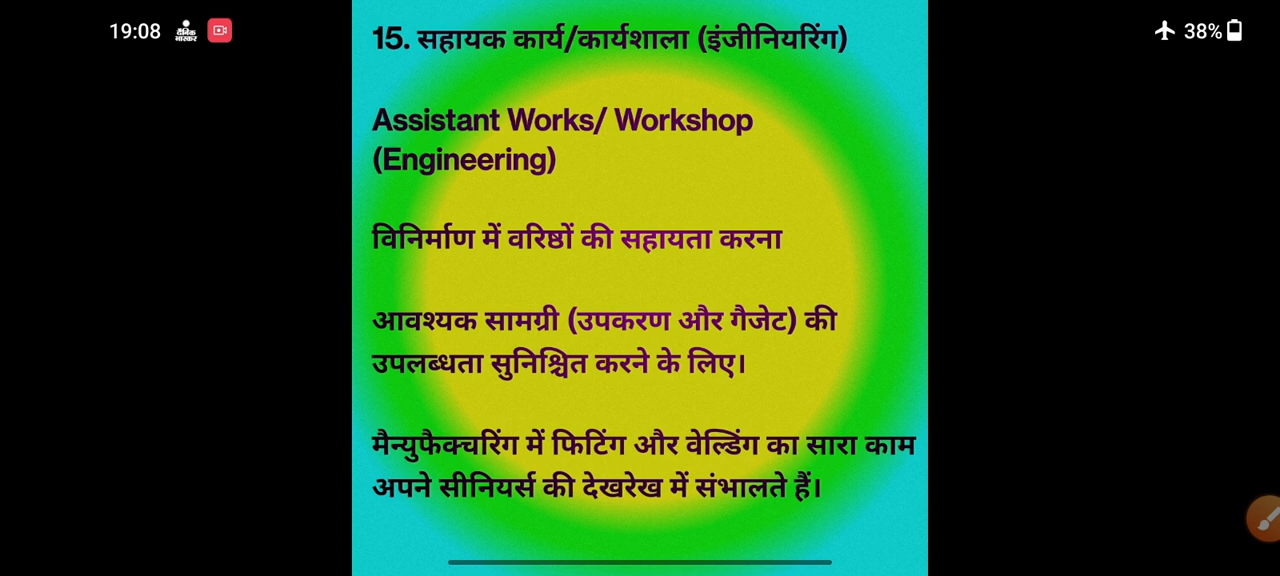 19:08
दैनिक
भास्कर
38%
15. सहायक कार्य/कार्यशाला (इंजीनियरिंग)
Assistant Works/ Workshop
(Engineering)
विनिर्माण में वरिष्ठों की सहायता करना
आवश्यक सामग्री (उपकरण और गैजेट) की
उपलब्धता सुनिश्चित करने के लिए।
मैन्युफैक्चरिंग में फिटिंग और वेल्डिंग का सारा काम
अपने सीनियर्स की देखरेख में संभालते हैं।